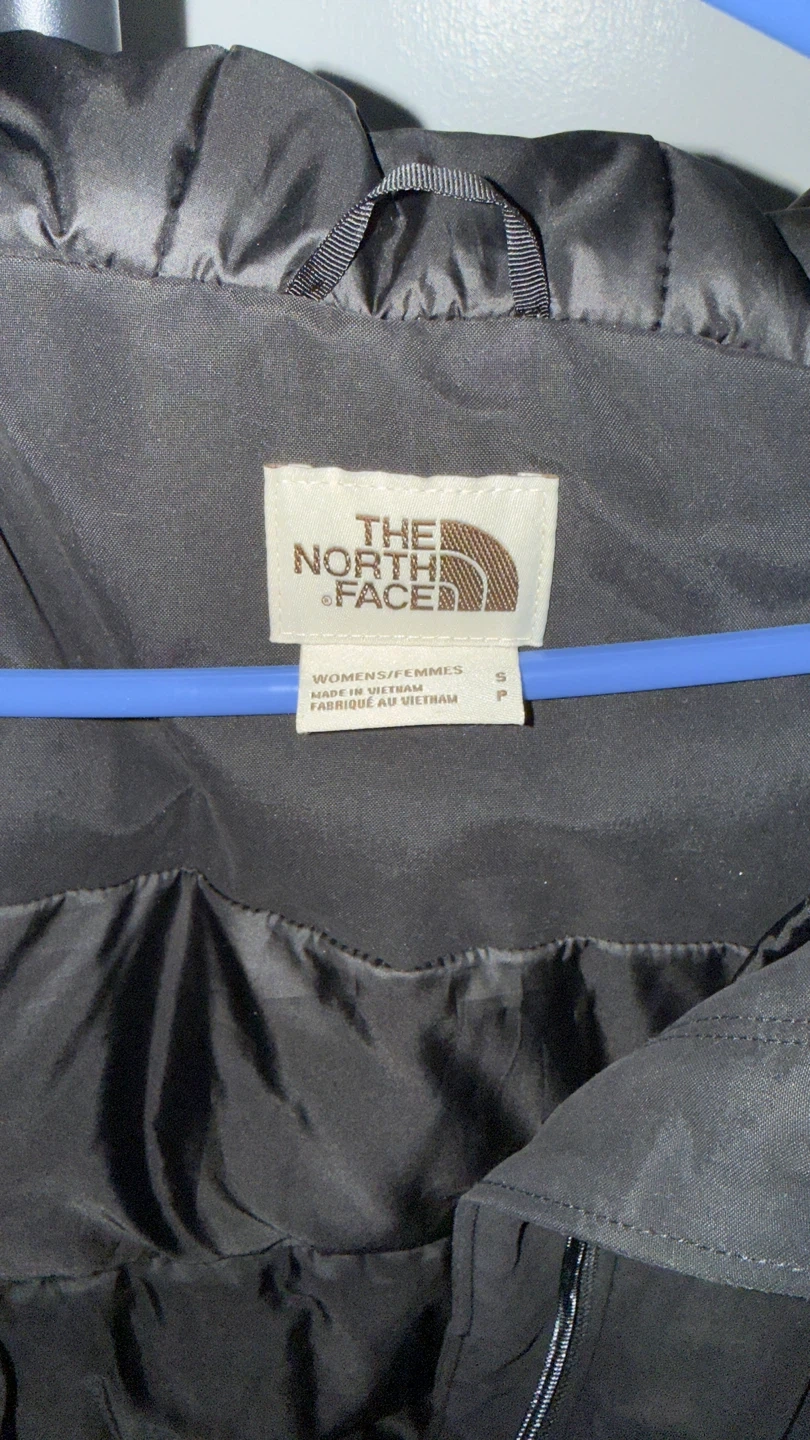 THE
NORTH
®FACE
WOMENS/FEMMES S
MADE IN VIETNAM P
FABRIQUÉ AU VIETNAM